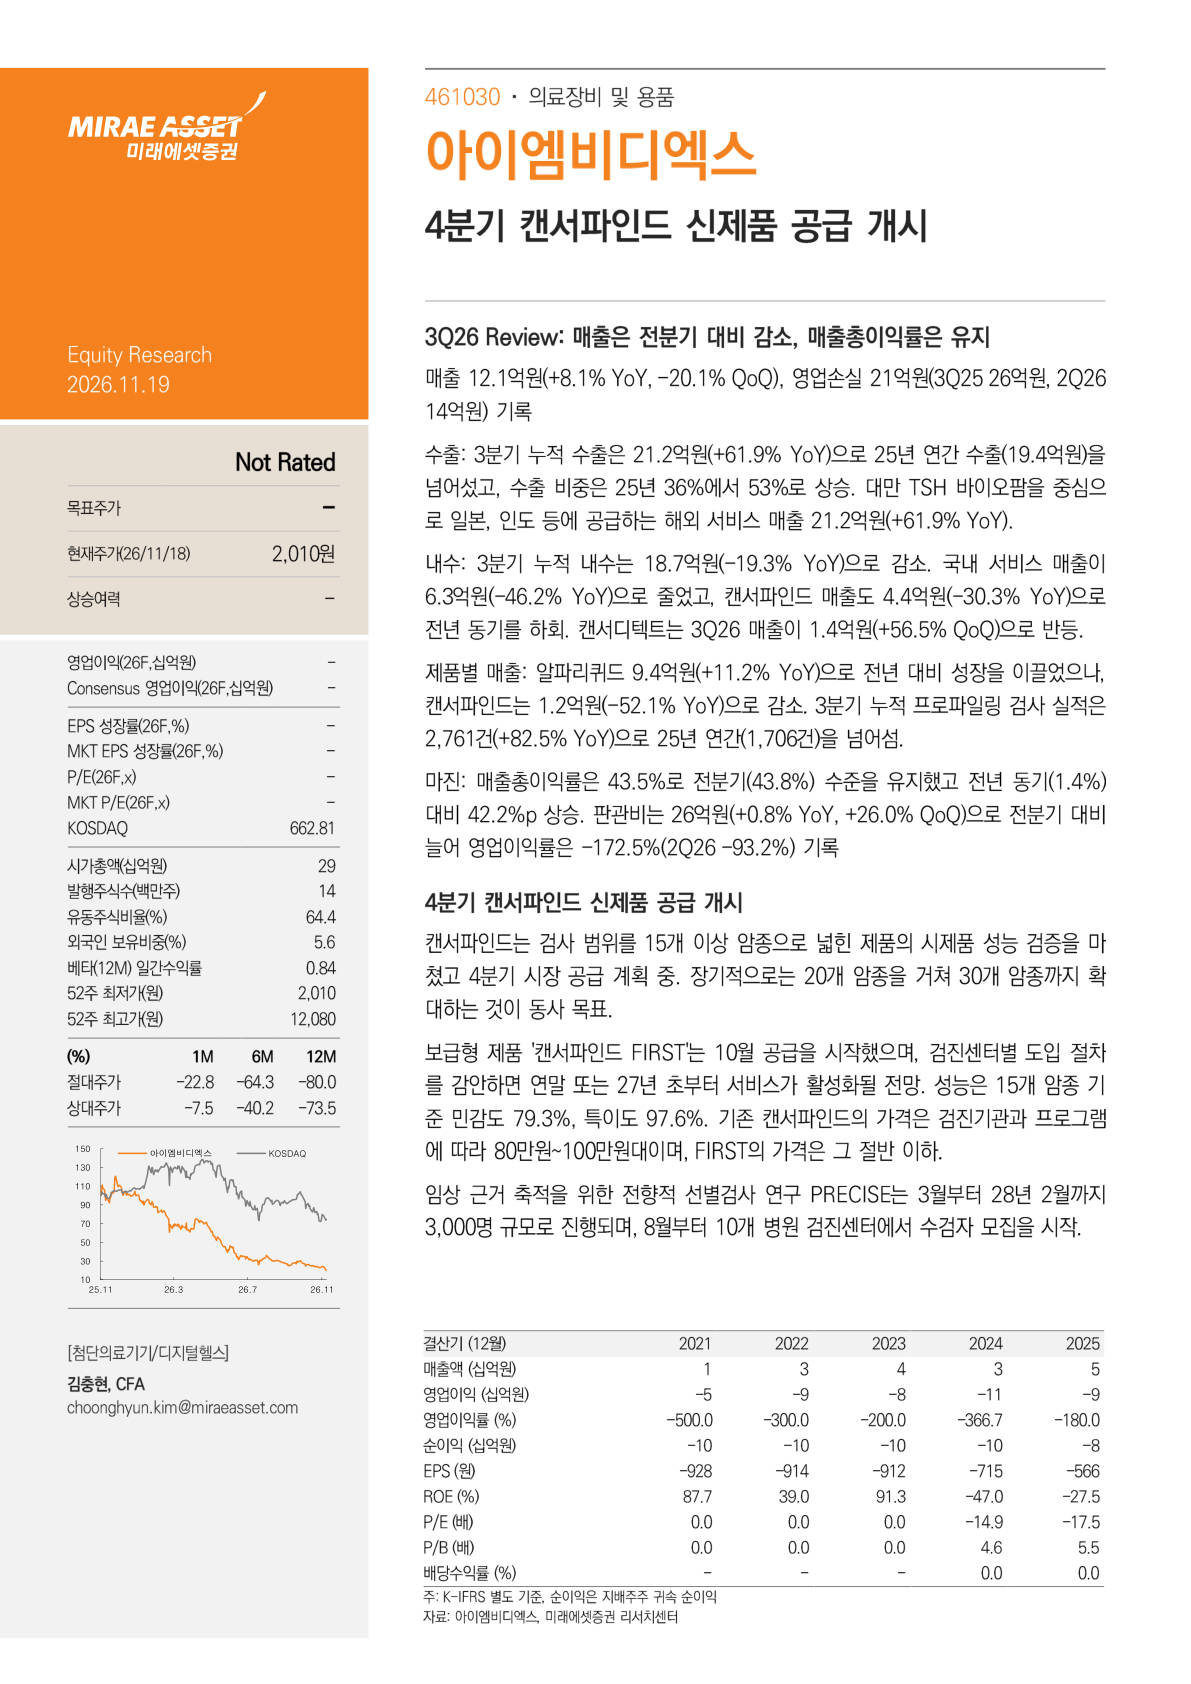 MIRAE ASSET
미래에셋증권
Equity Research
2026.11.19
461030 · 의료장비 및 용품
아이엠비디엑스
4분기 캔서파인드 신제품 공급 개시
Not Rated
목표주가 –
현재주가(26/11/18) 2,010원
상승여력 –
영업이익(26F,십억원) –
Consensus 영업이익(26F,십억원) –
EPS 성장률(26F,%) –
MKT EPS 성장률(26F,%) –
P/E(26F,x) –
MKT P/E(26F,x) –
KOSDAQ 662.81
시가총액(십억원) 29
발행주식수(백만주) 14
유동주식비율(%) 64.4
외국인 보유비중(%) 5.6
베타(12M) 일간수익률 0.84
52주 최저가(원) 2,010
52주 최고가(원) 12,080
(%) 1M 6M 12M
절대주가 -22.8 -64.3 -80.0
상대주가 -7.5 -40.2 -73.5
아이엠비디엑스 KOSDAQ
150
130
110
90
70
50
30
10
25.11 26.3 26.7 26.11
[첨단의료기기/디지털헬스]
김충현, CFA
choonghyun.kim@miraeasset.com
3Q26 Review: 매출은 전분기 대비 감소, 매출총이익률은 유지
매출 12.1억원(+8.1% YoY, -20.1% QoQ), 영업손실 21억원(3Q25 26억원, 2Q26
14억원) 기록
수출: 3분기 누적 수출은 21.2억원(+61.9% YoY)으로 25년 연간 수출(19.4억원)을
넘어섰고, 수출 비중은 25년 36%에서 53%로 상승. 대만 TSH 바이오팜을 중심으
로 일본, 인도 등에 공급하는 해외 서비스 매출 21.2억원(+61.9% YoY).
내수: 3분기 누적 내수는 18.7억원(-19.3% YoY)으로 감소. 국내 서비스 매출이
6.3억원(-46.2% YoY)으로 줄었고, 캔서파인드 매출도 4.4억원(-30.3% YoY)으로
전년 동기를 하회. 캔서디텍트는 3Q26 매출이 1.4억원(+56.5% QoQ)으로 반등.
제품별 매출: 알파리퀴드 9.4억원(+11.2% YoY)으로 전년 대비 성장을 이끌었으나,
캔서파인드는 1.2억원(-52.1% YoY)으로 감소. 3분기 누적 프로파일링 검사 실적은
2,761건(+82.5% YoY)으로 25년 연간(1,706건)을 넘어섬.
마진: 매출총이익률은 43.5%로 전분기(43.8%) 수준을 유지했고 전년 동기(1.4%)
대비 42.2%p 상승. 판관비는 26억원(+0.8% YoY, +26.0% QoQ)으로 전분기 대비
늘어 영업이익률은 -172.5%(2Q26 -93.2%) 기록
4분기 캔서파인드 신제품 공급 개시
캔서파인드는 검사 범위를 15개 이상 암종으로 넓힌 제품의 시제품 성능 검증을 마
쳤고 4분기 시장 공급 계획 중. 장기적으로는 20개 암종을 거쳐 30개 암종까지 확
대하는 것이 동사 목표.
보급형 제품 '캔서파인드 FIRST'는 10월 공급을 시작했으며, 검진센터별 도입 절차
를 감안하면 연말 또는 27년 초부터 서비스가 활성화될 전망. 성능은 15개 암종 기
준 민감도 79.3%, 특이도 97.6%. 기존 캔서파인드의 가격은 검진기관과 프로그램
에 따라 80만원~100만원대이며, FIRST의 가격은 그 절반 이하.
임상 근거 축적을 위한 전향적 선별검사 연구 PRECISE는 3월부터 28년 2월까지
3,000명 규모로 진행되며, 8월부터 10개 병원 검진센터에서 수검자 모집을 시작.
결산기 (12월) 2021 2022 2023 2024 2025
매출액 (십억원) 1 3 4 3 5
영업이익 (십억원) -5 -9 -8 -11 -9
영업이익률 (%) -500.0 -300.0 -200.0 -366.7 -180.0
순이익 (십억원) -10 -10 -10 -10 -8
EPS (원) -928 -914 -912 -715 -566
ROE (%) 87.7 39.0 91.3 -47.0 -27.5
P/E (배) 0.0 0.0 0.0 -14.9 -17.5
P/B (배) 0.0 0.0 0.0 4.6 5.5
배당수익률 (%) – – – 0.0 0.0
주: K-IFRS 별도 기준, 순이익은 지배주주 귀속 순이익
자료: 아이엠비디엑스, 미래에셋증권 리서치센터